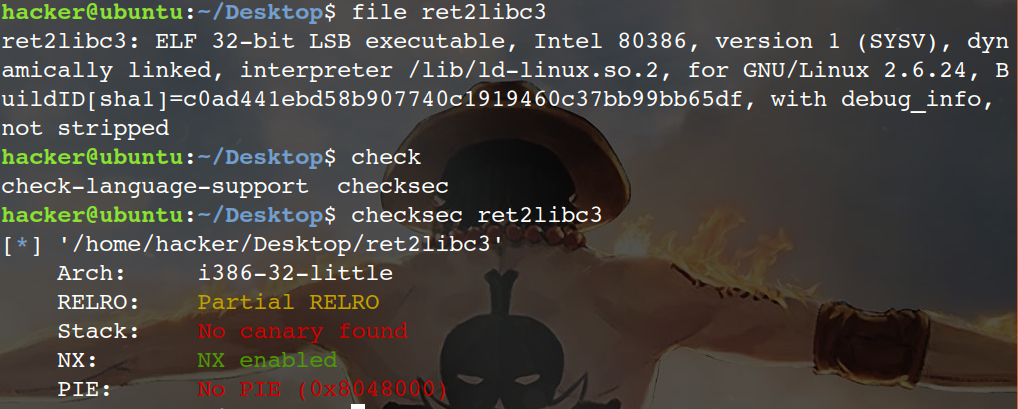 hacker@ubuntu:~/Desktop$ file ret2libc3
ret2libc3: ELF 32-bit LSB executable, Intel 80386, version 1 (SYSV), dyn
amically linked, interpreter /lib/ld-linux.so.2, for GNU/Linux 2.6.24, B
uildID[sha1]=c0ad441ebd58b907740c1919460c37bb99bb65df, with debug_info,
not stripped
hacker@ubuntu:~/Desktop$ check
check-language-support  checksec
hacker@ubuntu:~/Desktop$ checksec ret2libc3
[*] '/home/hacker/Desktop/ret2libc3'
    Arch:     i386-32-little
    RELRO:    Partial RELRO
    Stack:    No canary found
    NX:       NX enabled
    PIE:      No PIE (0x8048000)